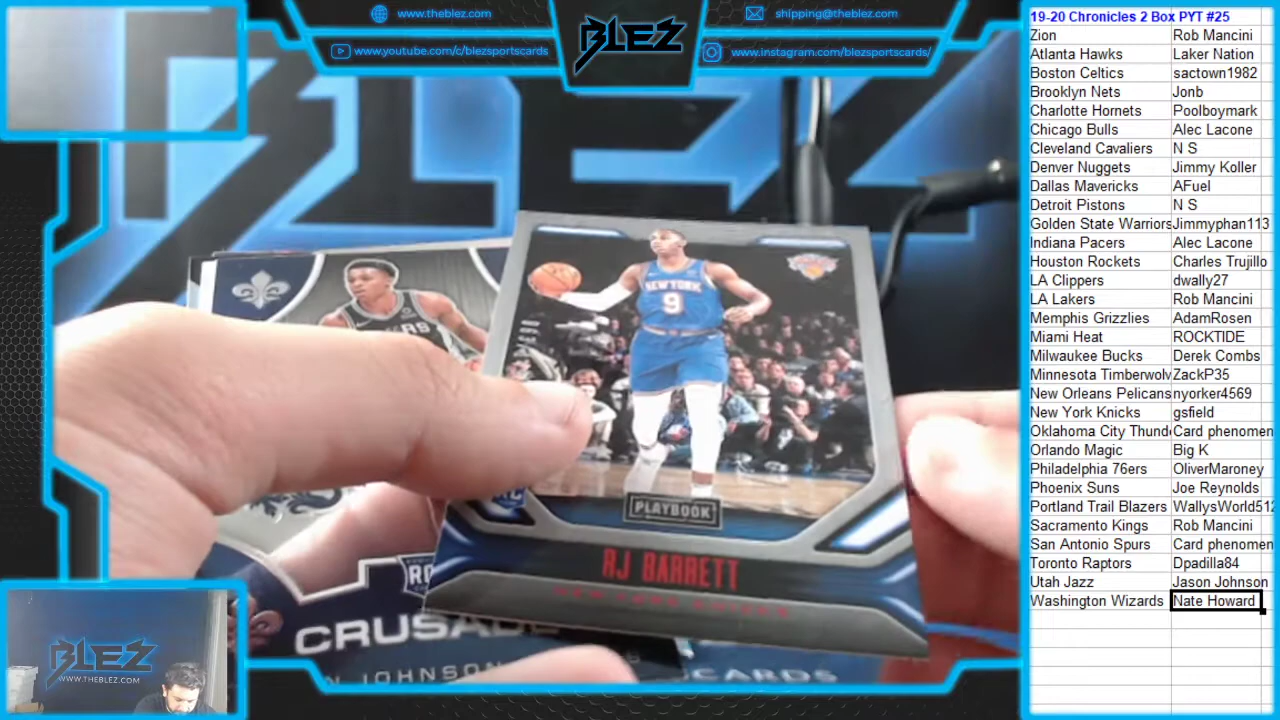 www.theblez.com
shipping@theblez.com
BLEZ
www.youtube.com/c/blezsportscards
www.instagram.com/blezsportscards/
19-20 Chronicles 2 Box PYT #25
Zion Rob Mancini
Atlanta Hawks Laker Nation
Boston Celtics sactown1982
Brooklyn Nets Jonb
Charlotte Hornets Poolboymark
Chicago Bulls Alec Lacone
Cleveland Cavaliers N S
Denver Nuggets Jimmy Koller
Dallas Mavericks AFuel
Detroit Pistons N S
Golden State Warriors Jimmyphan113
Indiana Pacers Alec Lacone
Houston Rockets Charles Trujillo
LA Clippers dwally27
LA Lakers Rob Mancini
Memphis Grizzlies AdamRosen
Miami Heat ROCKTIDE
Milwaukee Bucks Derek Combs
Minnesota Timberwolv ZackP35
New Orleans Pelicans nyorker4569
New York Knicks gsfield
Oklahoma City Thund Card phenomen
Orlando Magic Big K
Philadelphia 76ers OliverMaroney
Phoenix Suns Joe Reynolds
Portland Trail Blazers WallysWorld512
Sacramento Kings Rob Mancini
San Antonio Spurs Card phenomen
Toronto Raptors Dpadilla84
Utah Jazz Jason Johnson
Washington Wizards Nate Howard
BLEZ
NEW YORK
9
PLAYBOOK
RJ BARRETT
NEW YORK KNICKS
RC
CRUSADE
N JOHNSON
CARDS
BLEZ
WWW.THEBLEZ.COM